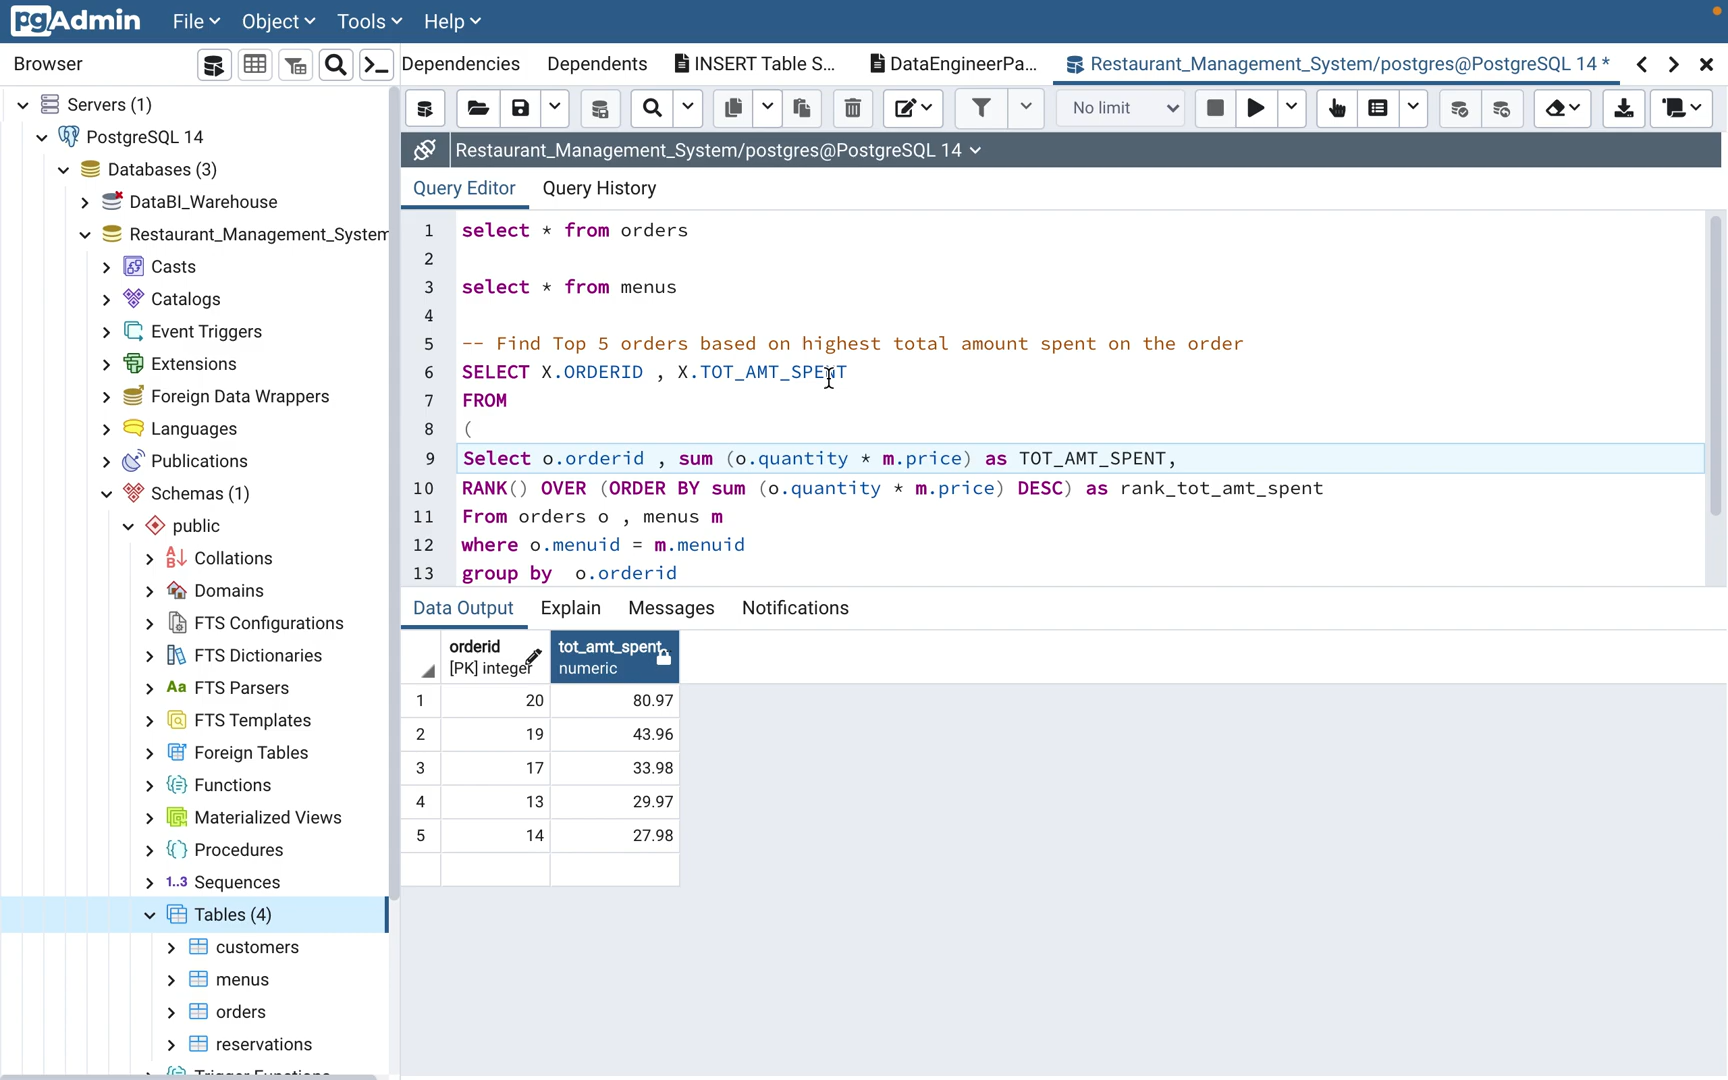 pgAdmin File Object Tools Help
Browser
Dependencies Dependents INSERT Table S... DataEngineerPa... Restaurant_Management_System/postgres@PostgreSQL 14 *
No limit
Restaurant_Management_System/postgres@PostgreSQL 14
Query Editor Query History
Servers (1)
PostgreSQL 14
Databases (3)
DataBI_Warehouse
Restaurant_Management_System
Casts
Catalogs
Event Triggers
Extensions
Foreign Data Wrappers
Languages
Publications
Schemas (1)
public
Collations
Domains
FTS Configurations
FTS Dictionaries
Aa FTS Parsers
FTS Templates
Foreign Tables
Functions
Materialized Views
Procedures
1..3 Sequences
Tables (4)
customers
menus
orders
reservations
1 select * from orders
2
3 select * from menus
4
5 -- Find Top 5 orders based on highest total amount spent on the order
6 SELECT X.ORDERID , X.TOT_AMT_SPENT
7 FROM
8 (
9 Select o.orderid , sum (o.quantity * m.price) as TOT_AMT_SPENT,
10 RANK() OVER (ORDER BY sum (o.quantity * m.price) DESC) as rank_tot_amt_spent
11 From orders o , menus m
12 where o.menuid = m.menuid
13 group by o.orderid
Data Output Explain Messages Notifications
orderid tot_amt_spent
[PK] integer numeric
1 20 80.97
2 19 43.96
3 17 33.98
4 13 29.97
5 14 27.98